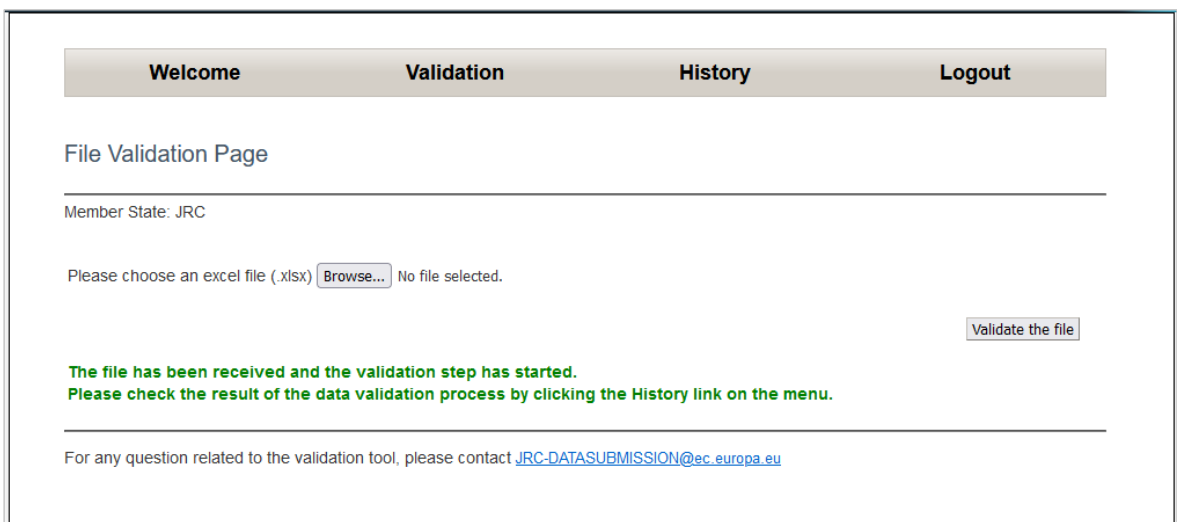 Welcome Validation History Logout
File Validation Page
Member State: JRC
Please choose an excel file (.xlsx) Browse... No file selected.
Validate the file
The file has been received and the validation step has started.
Please check the result of the data validation process by clicking the History link on the menu.
For any question related to the validation tool, please contact JRC-DATASUBMISSION@ec.europa.eu